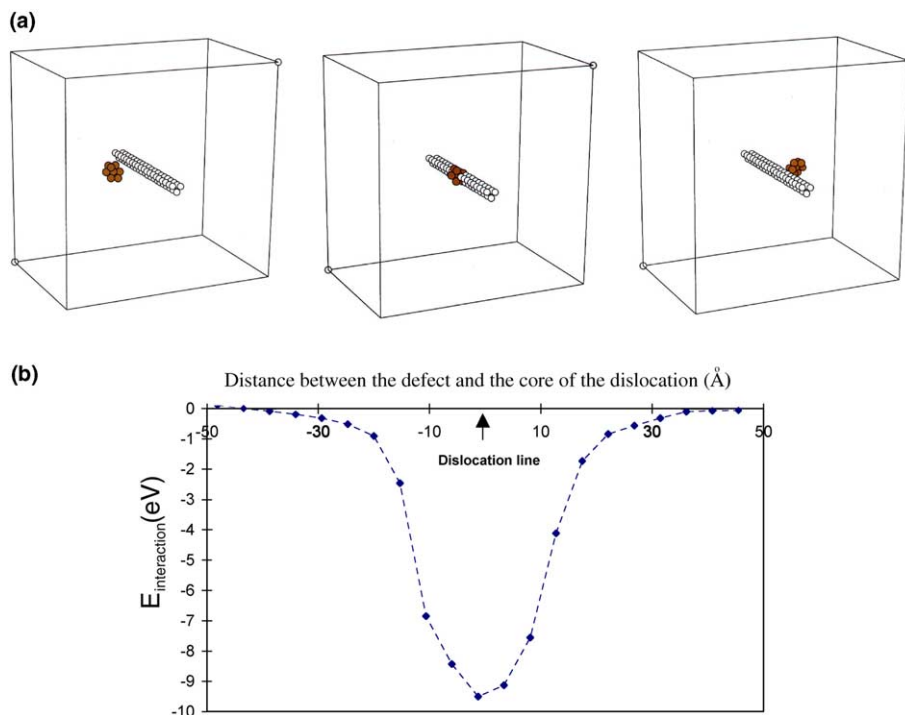 (a)
(b)
Distance between the defect and the core of the dislocation (Å)
0
-50 -30 -10 10 30 50
-1
Dislocation line
-2
-3
-4
-5
-6
-7
-8
-9
-10
E interaction (eV)